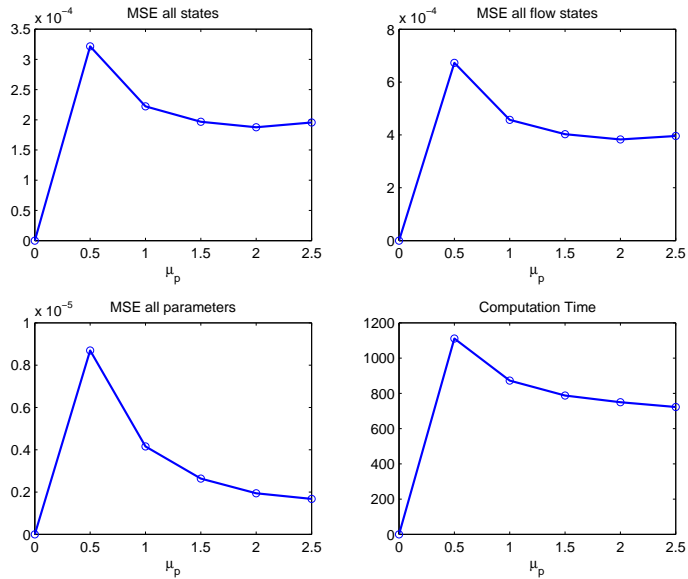 MSE all states
x 10⁻⁴
3.5
3
2.5
2
1.5
1
0.5
0
0 0.5 1 1.5 2 2.5
μₚ
MSE all flow states
x 10⁻⁴
8
6
4
2
0
0 0.5 1 1.5 2 2.5
μₚ
MSE all parameters
x 10⁻⁵
1
0.8
0.6
0.4
0.2
0
0 0.5 1 1.5 2 2.5
μₚ
Computation Time
1200
1000
800
600
400
200
0
0 0.5 1 1.5 2 2.5
μₚ